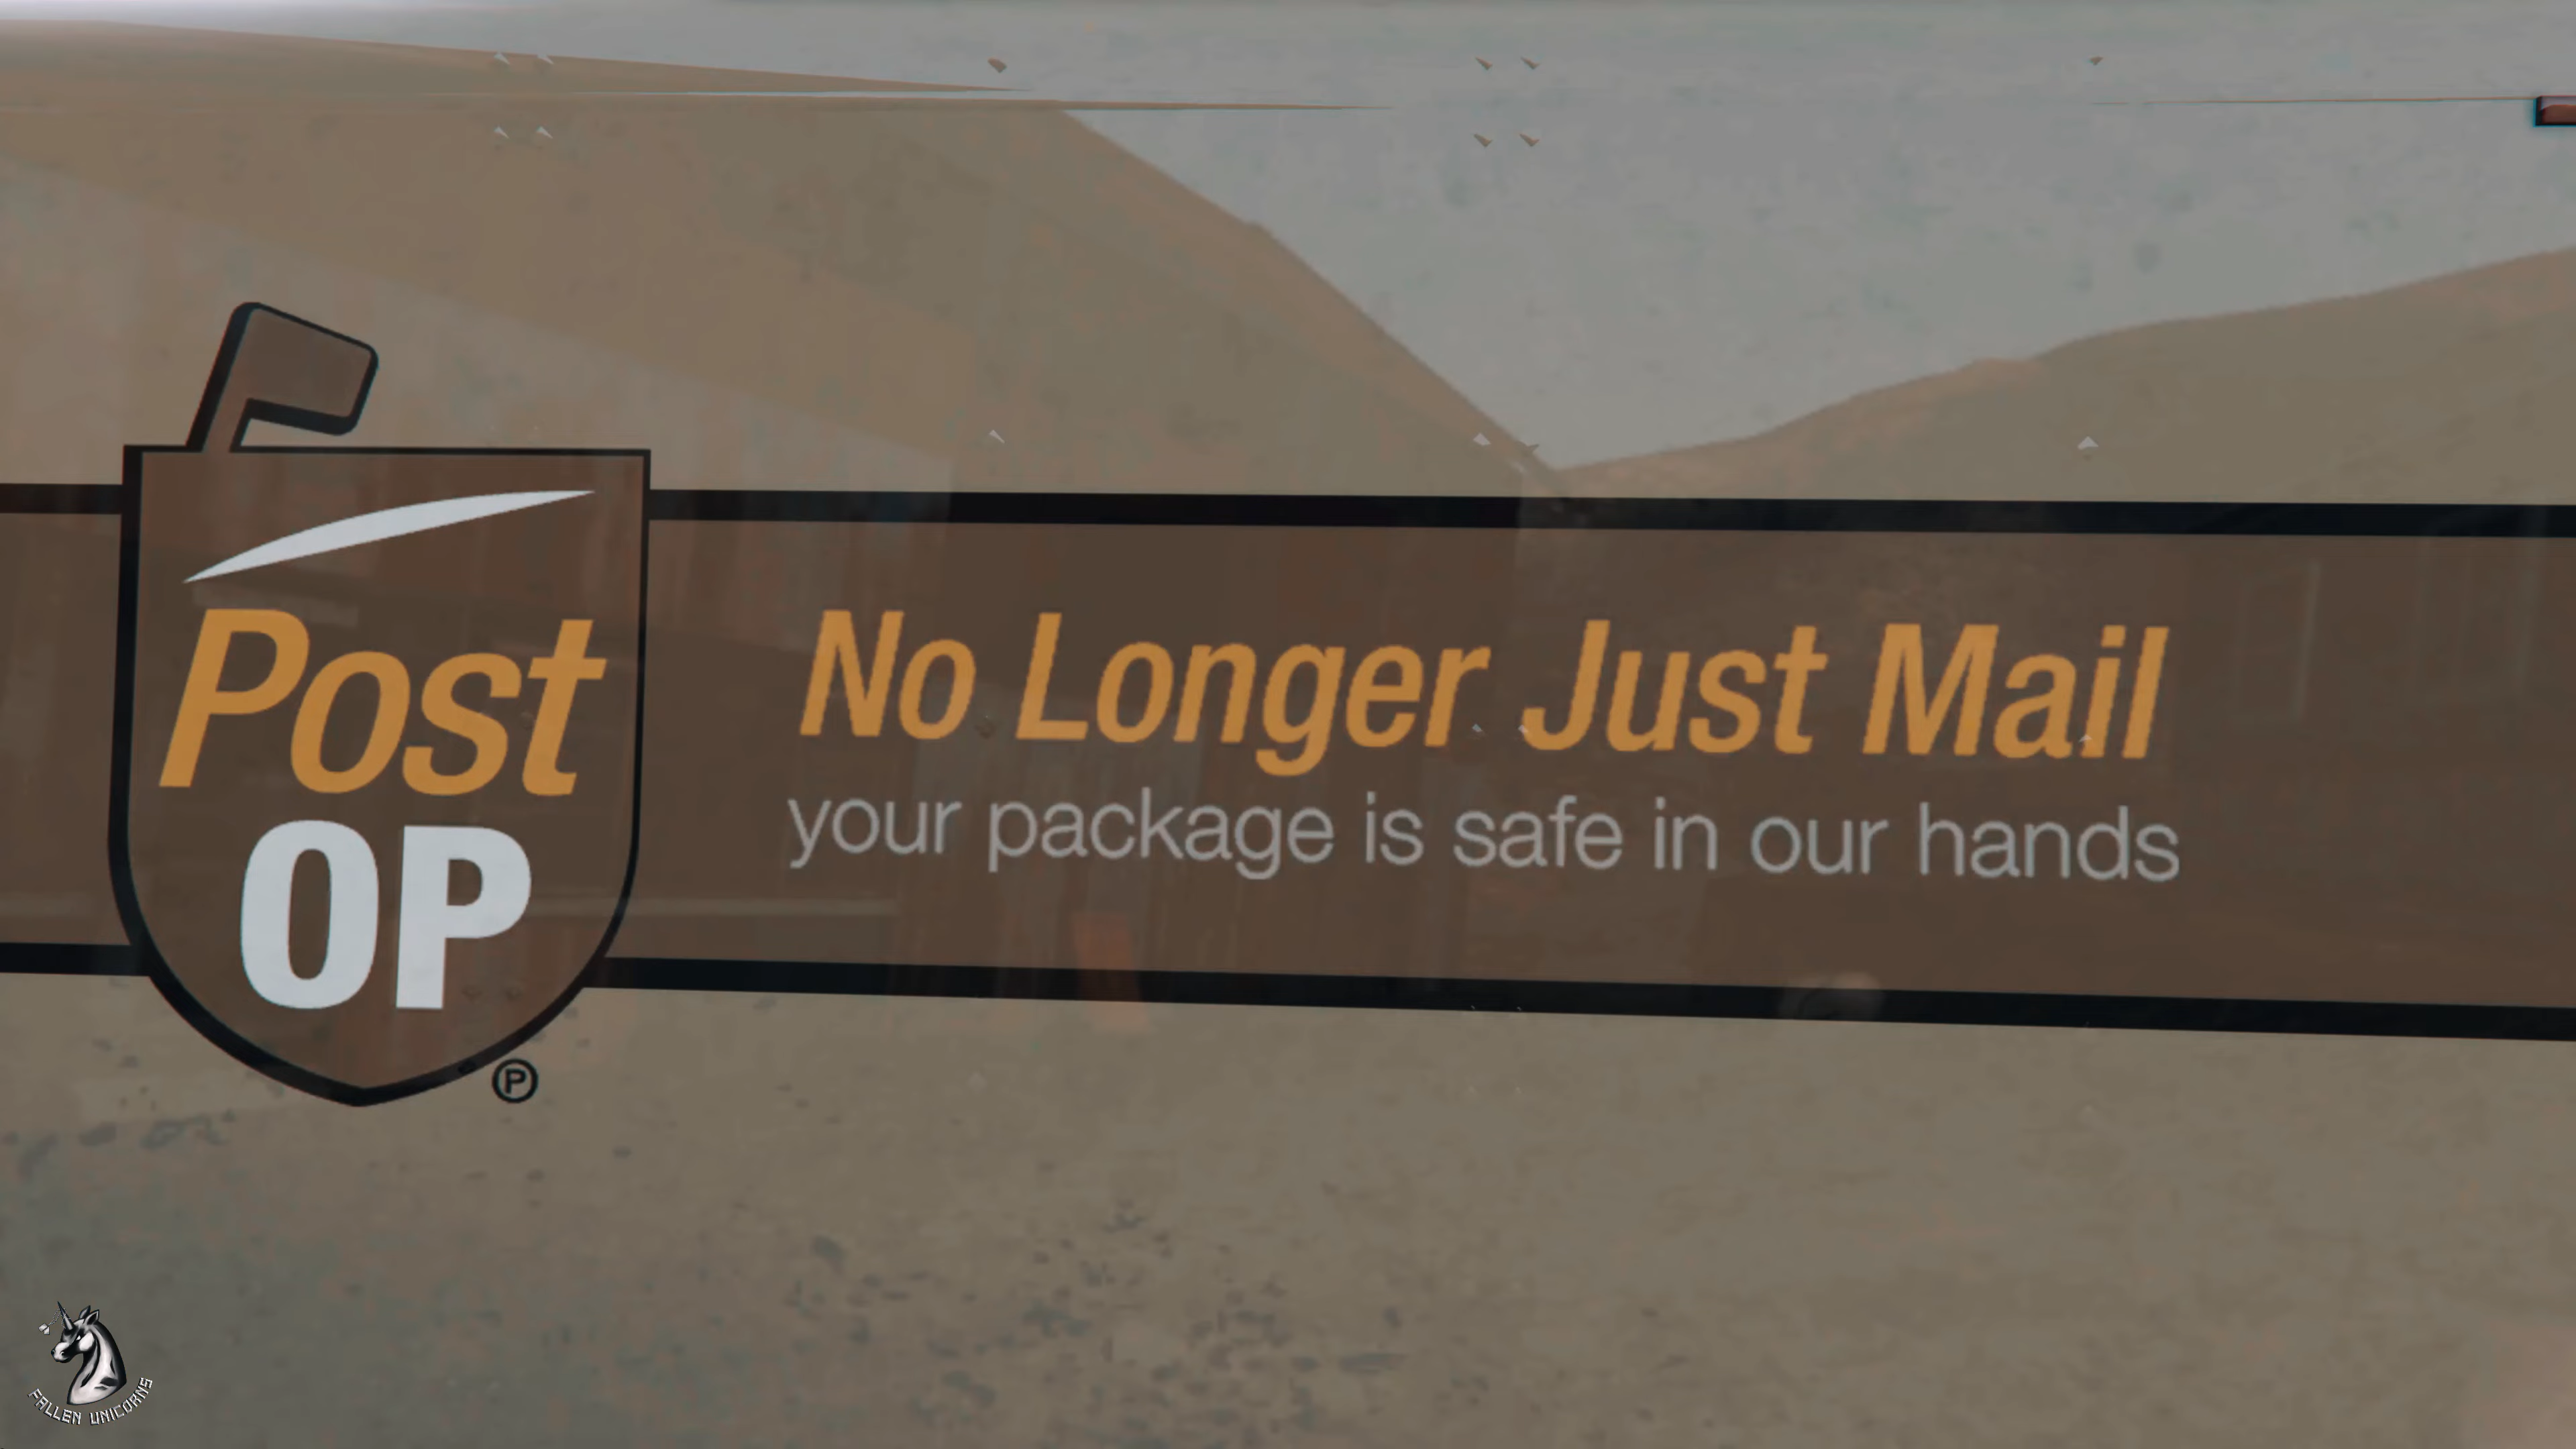 Post
OP
No Longer Just Mail
your package is safe in our hands
Ⓟ
FALLEN UNICORNS